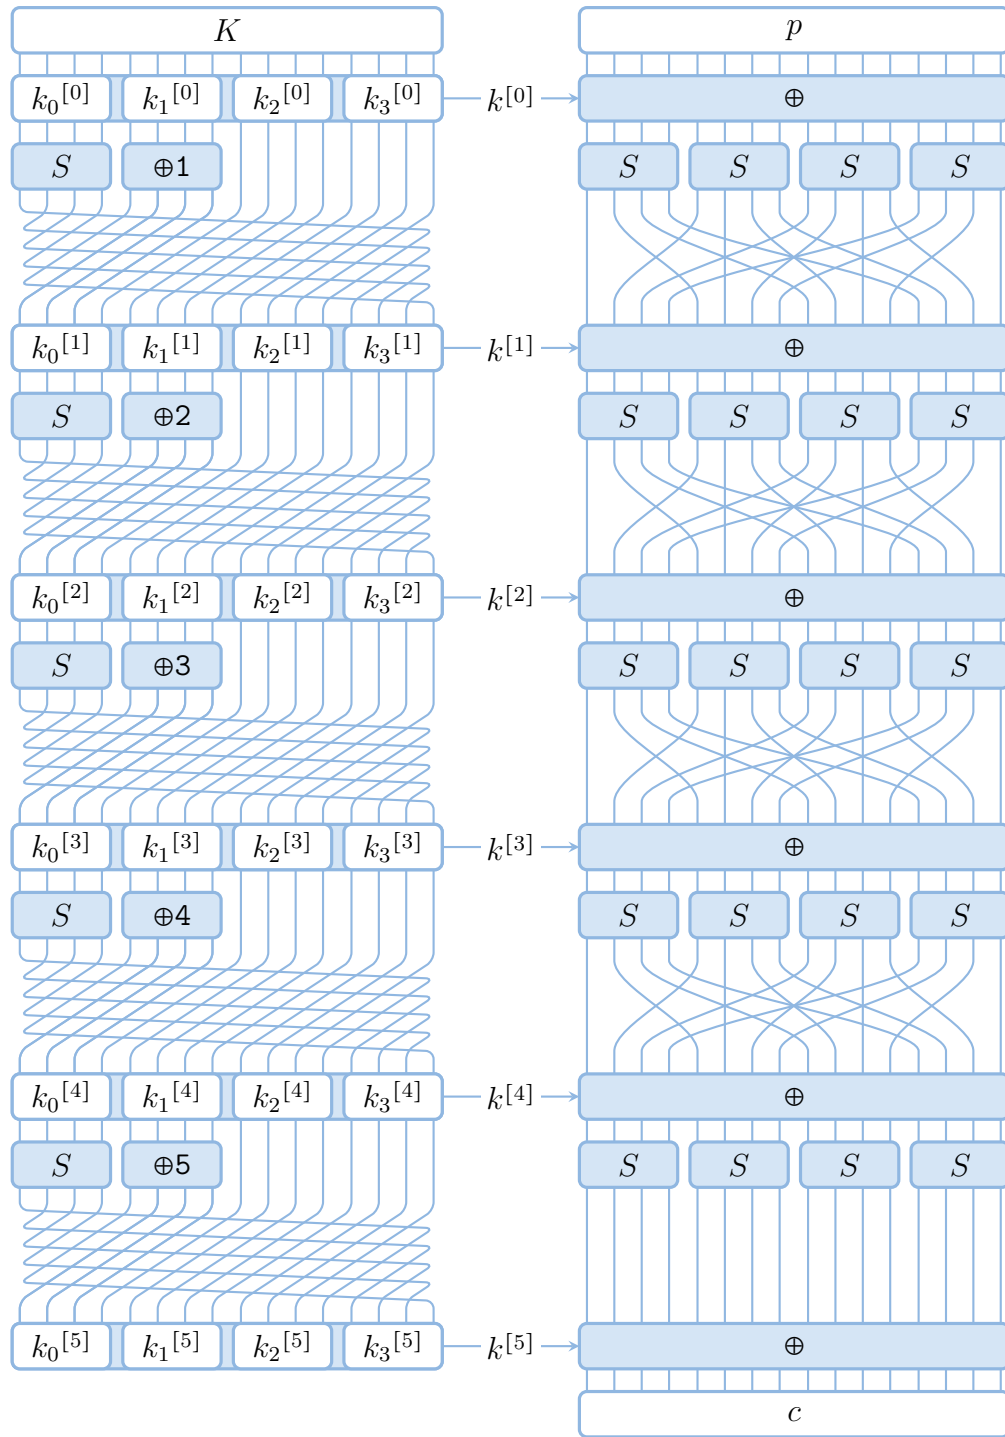 K p
k₀^[0] k₁^[0] k₂^[0] k₃^[0] k^[0] ⊕
S ⊕1 S S S S
k₀^[1] k₁^[1] k₂^[1] k₃^[1] k^[1] ⊕
S ⊕2 S S S S
k₀^[2] k₁^[2] k₂^[2] k₃^[2] k^[2] ⊕
S ⊕3 S S S S
k₀^[3] k₁^[3] k₂^[3] k₃^[3] k^[3] ⊕
S ⊕4 S S S S
k₀^[4] k₁^[4] k₂^[4] k₃^[4] k^[4] ⊕
S ⊕5 S S S S
k₀^[5] k₁^[5] k₂^[5] k₃^[5] k^[5] ⊕
c